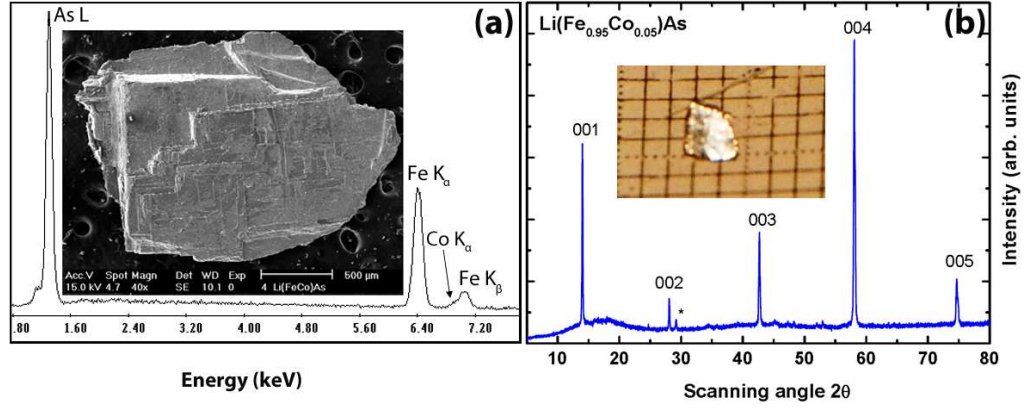 As L
(a)
Fe Kα
Co Kα
Fe Kβ
Acc.V Spot Magn Det WD Exp
15.0 kV 4.7 40x SE 10.1 0 4 Li[FeCo]As 500 µm
.80 1.60 2.40 3.20 4.00 4.80 5.60 6.40 7.20
Energy (keV)
Li(Fe0.95Co0.05)As
(b)
004
001
003
002
*
005
Intensity (arb. units)
10 20 30 40 50 60 70 80
Scanning angle 2θ